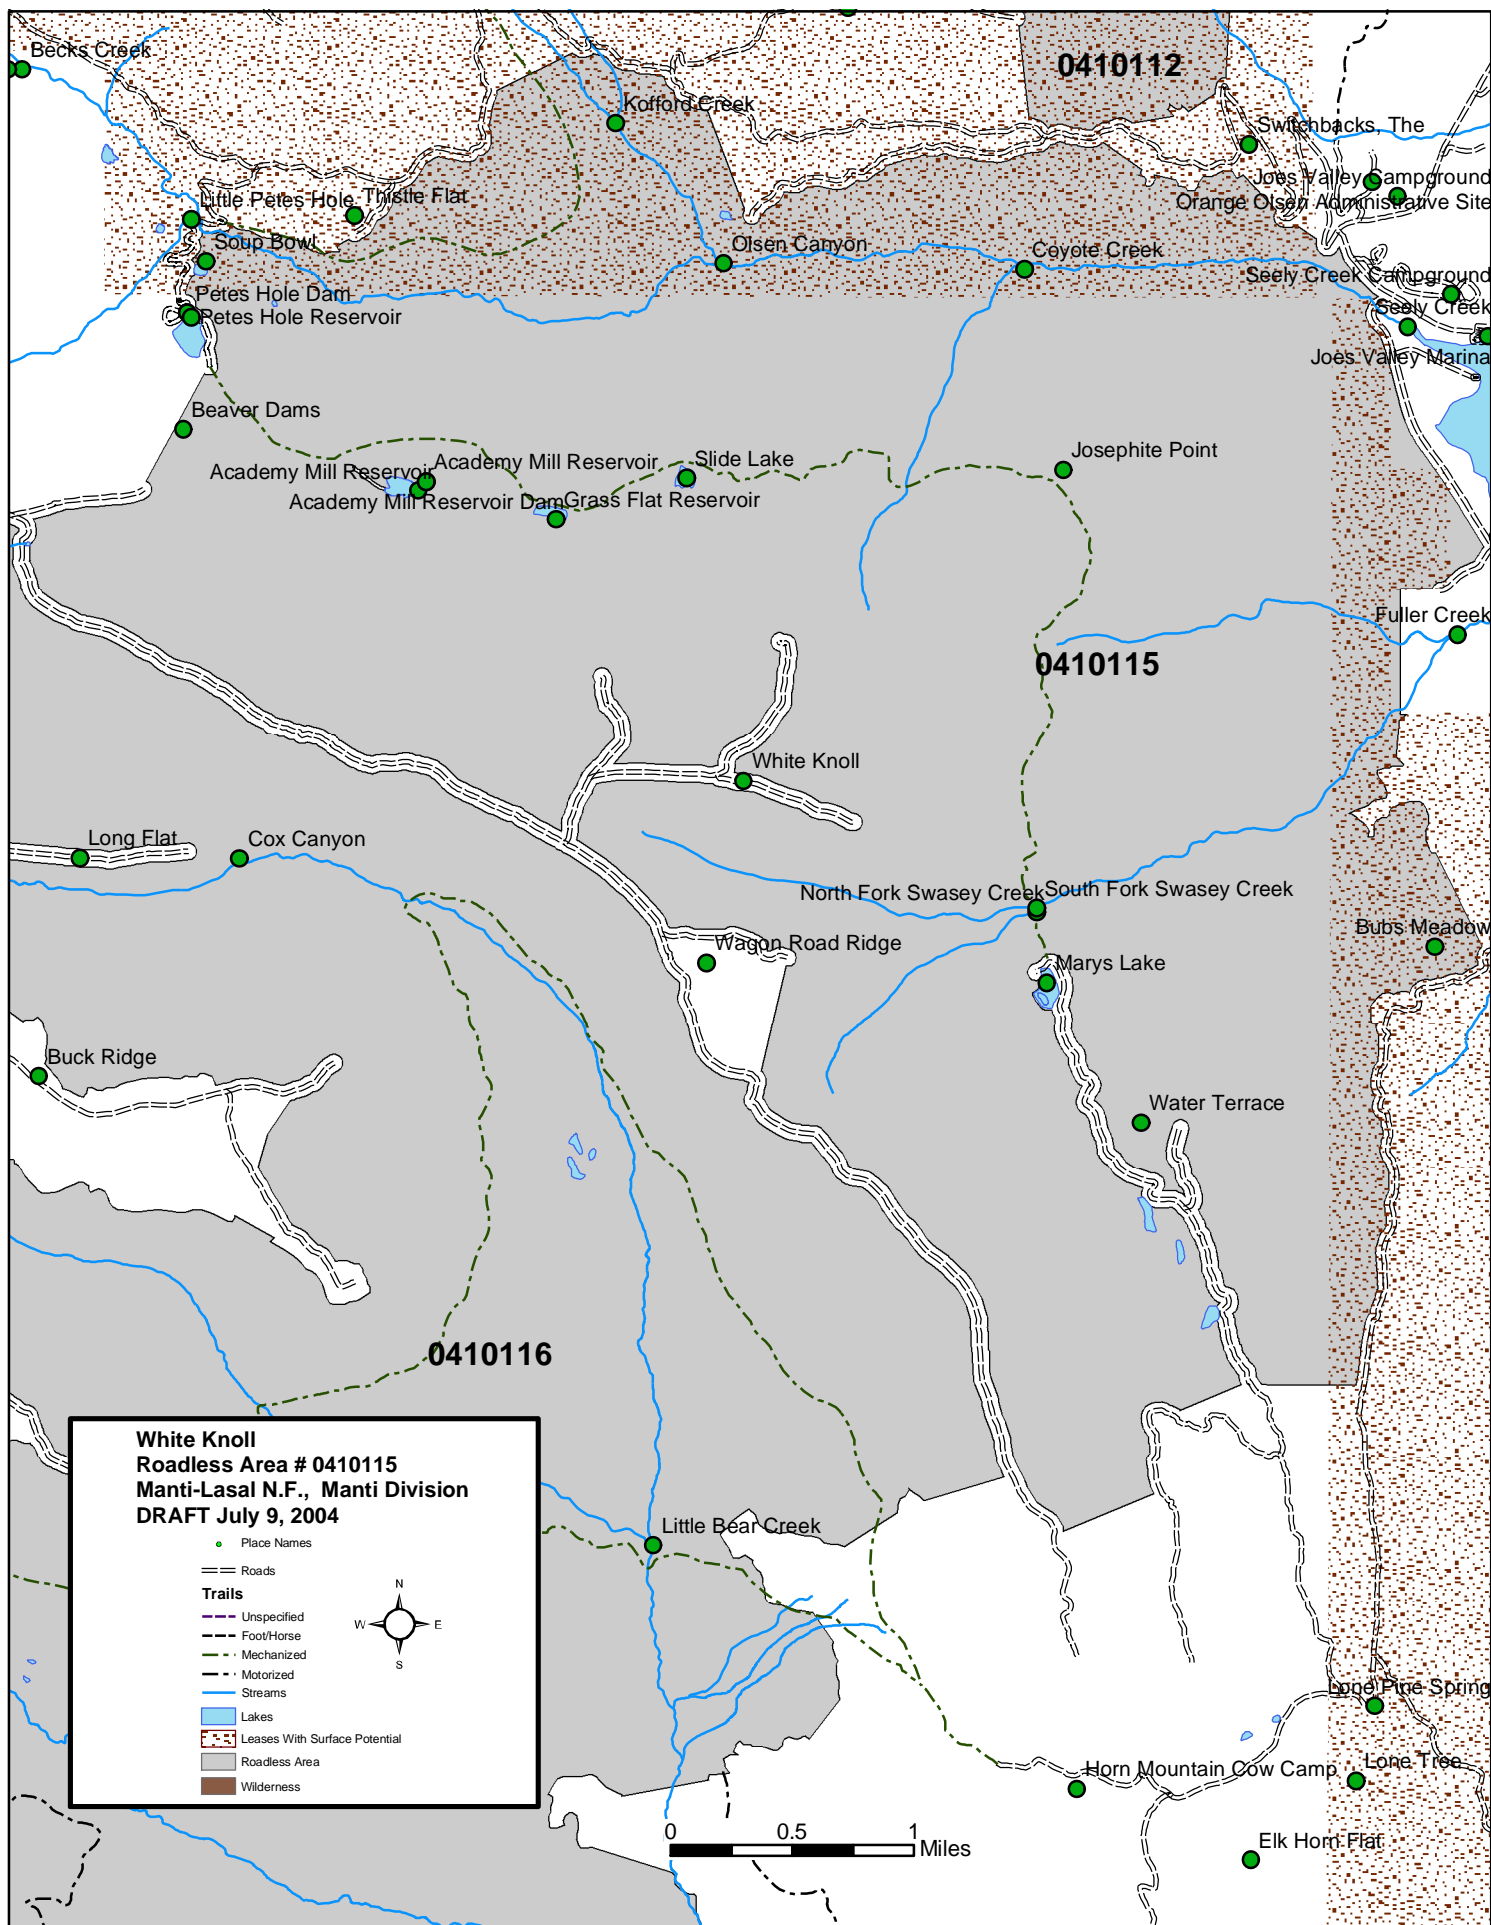 Becks Creek
0410112
Kofford Creek
Switchbacks, The
Joes Valley Campground
Orange Olsen Administrative Site
Little Petes Hole
Thistle Flat
Soup Bowl
Olsen Canyon
Coyote Creek
Seely Creek Campground
Petes Hole Dam
Petes Hole Reservoir
Seely Creek
Joes Valley Marina
Beaver Dams
Academy Mill Reservoir
Academy Mill Reservoir
Slide Lake
Josephite Point
Academy Mill Reservoir Dam
Grass Flat Reservoir
Fuller Creek
0410115
White Knoll
Long Flat
Cox Canyon
North Fork Swasey Creek
South Fork Swasey Creek
Wagon Road Ridge
Bubs Meadow
Marys Lake
Buck Ridge
Water Terrace
0410116
White Knoll
Roadless Area # 0410115
Manti-Lasal N.F., Manti Division
DRAFT July 9, 2004
Place Names
Roads
Trails
Unspecified
Foot/Horse
Mechanized
Motorized
Streams
Lakes
Leases With Surface Potential
Roadless Area
Wilderness
N
W
E
S
Little Bear Creek
Lone Pine Spring
Horn Mountain Cow Camp
Lone Tree
Elk Horn Flat
0 0.5 1
Miles